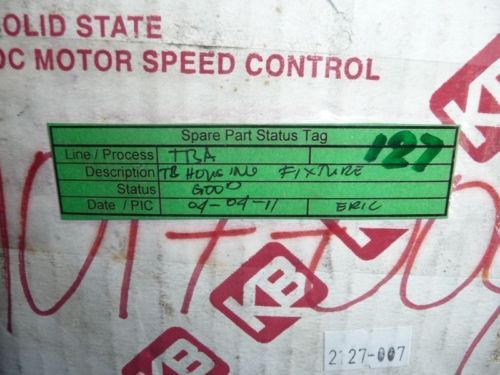 OLID STATE
DC MOTOR SPEED CONTROL
KB
Spare Part Status Tag
127
Line / Process TBA
Description TB HOUSING FIXTURE
Status GOOD
Date / PIC 04-04-11 ERIC
KB
KB
2127-007